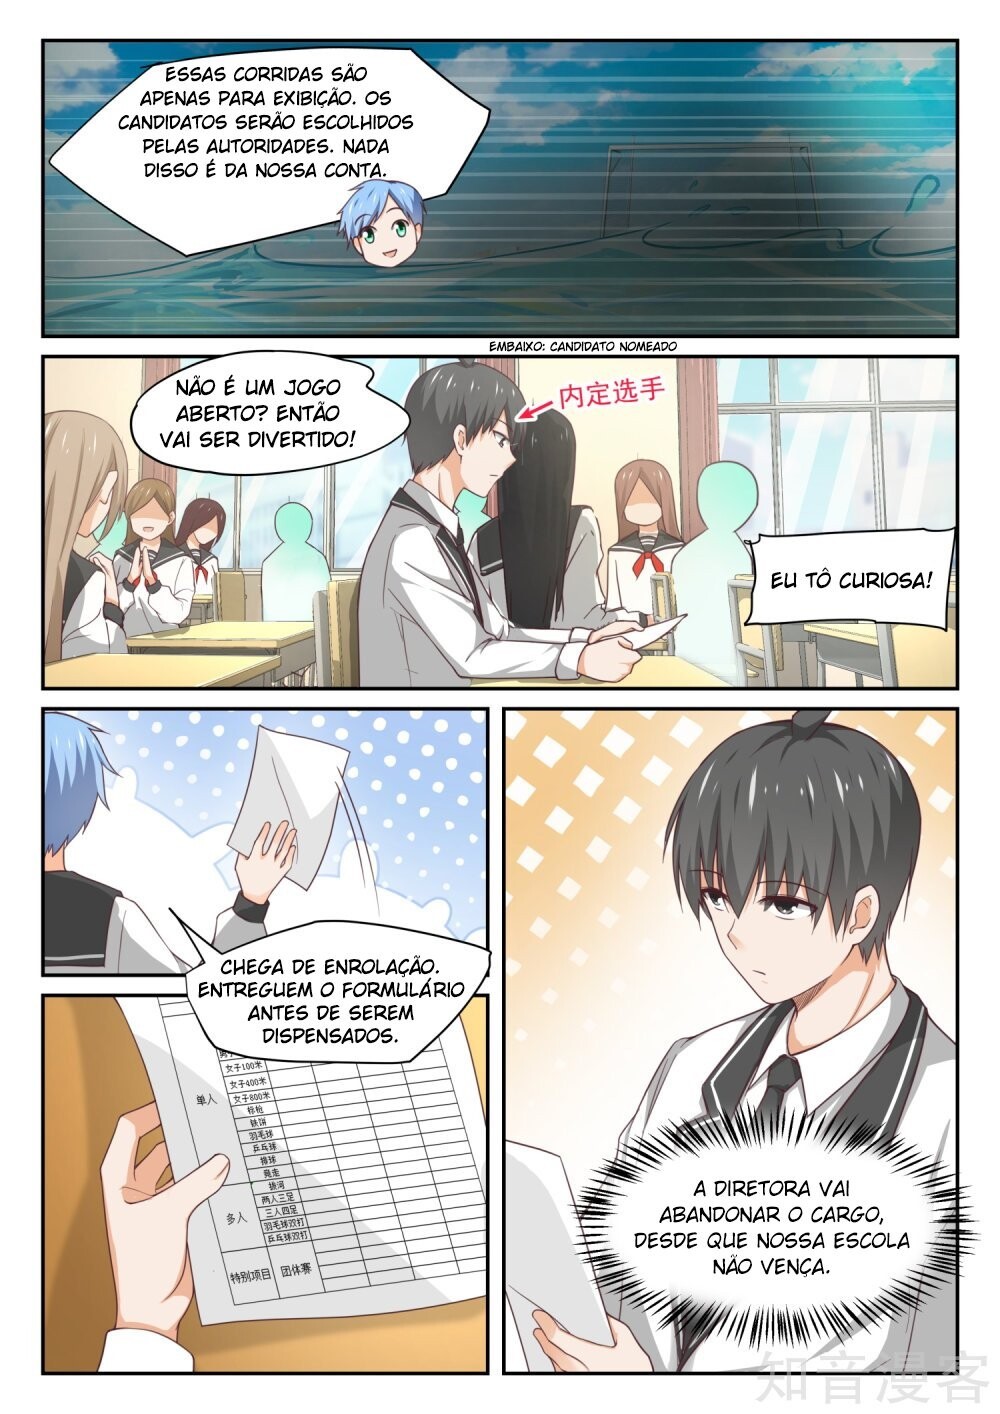 ESSAS CORRIDAS SÃO
APENAS PARA EXIBIÇÃO. OS
CANDIDATOS SERÃO ESCOLHIDOS
PELAS AUTORIDADES. NADA
DISSO É DA NOSSA CONTA.
EMBAIXO: CANDIDATO NOMEADO
NÃO É UM JOGO
ABERTO? ENTÃO
VAI SER DIVERTIDO!
内定选手
EU TÔ CURIOSA!
CHEGA DE ENROLAÇÃO.
ENTREGUEM O FORMULÁRIO
ANTES DE SEREM
DISPENSADOS.
女子100米
女子400米
女子800米
单人
标枪
铁饼
羽毛球
乒乓球
排球
竞走
拔河
两人三足
多人
三人四足
羽毛球双打
乒乓球双打
特别项目
团体赛
A DIRETORA VAI
ABANDONAR O CARGO,
DESDE QUE NOSSA ESCOLA
NÃO VENÇA.
知音漫客